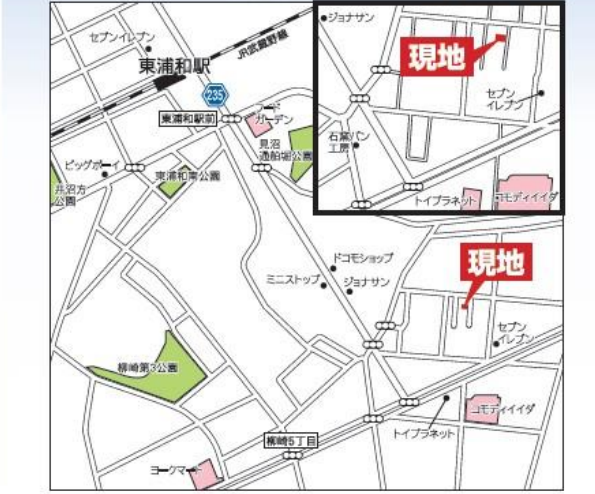 セブンイレブン
東浦和駅
JR武蔵野線
235
東浦和駅前
フード
ガーデン
見沼
通船堀公園
ビッグボーイ
東浦和南公園
井沼方
公園
ドコモショップ
ミニストップ
ジョナサン
現地
セブン
イレブン
柳崎第3公園
コモディイイダ
トイプラネット
柳崎5丁目
ヨークマート
ジョナサン
現地
セブン
イレブン
石窯パン
工房
トイプラネット
コモディイイダ